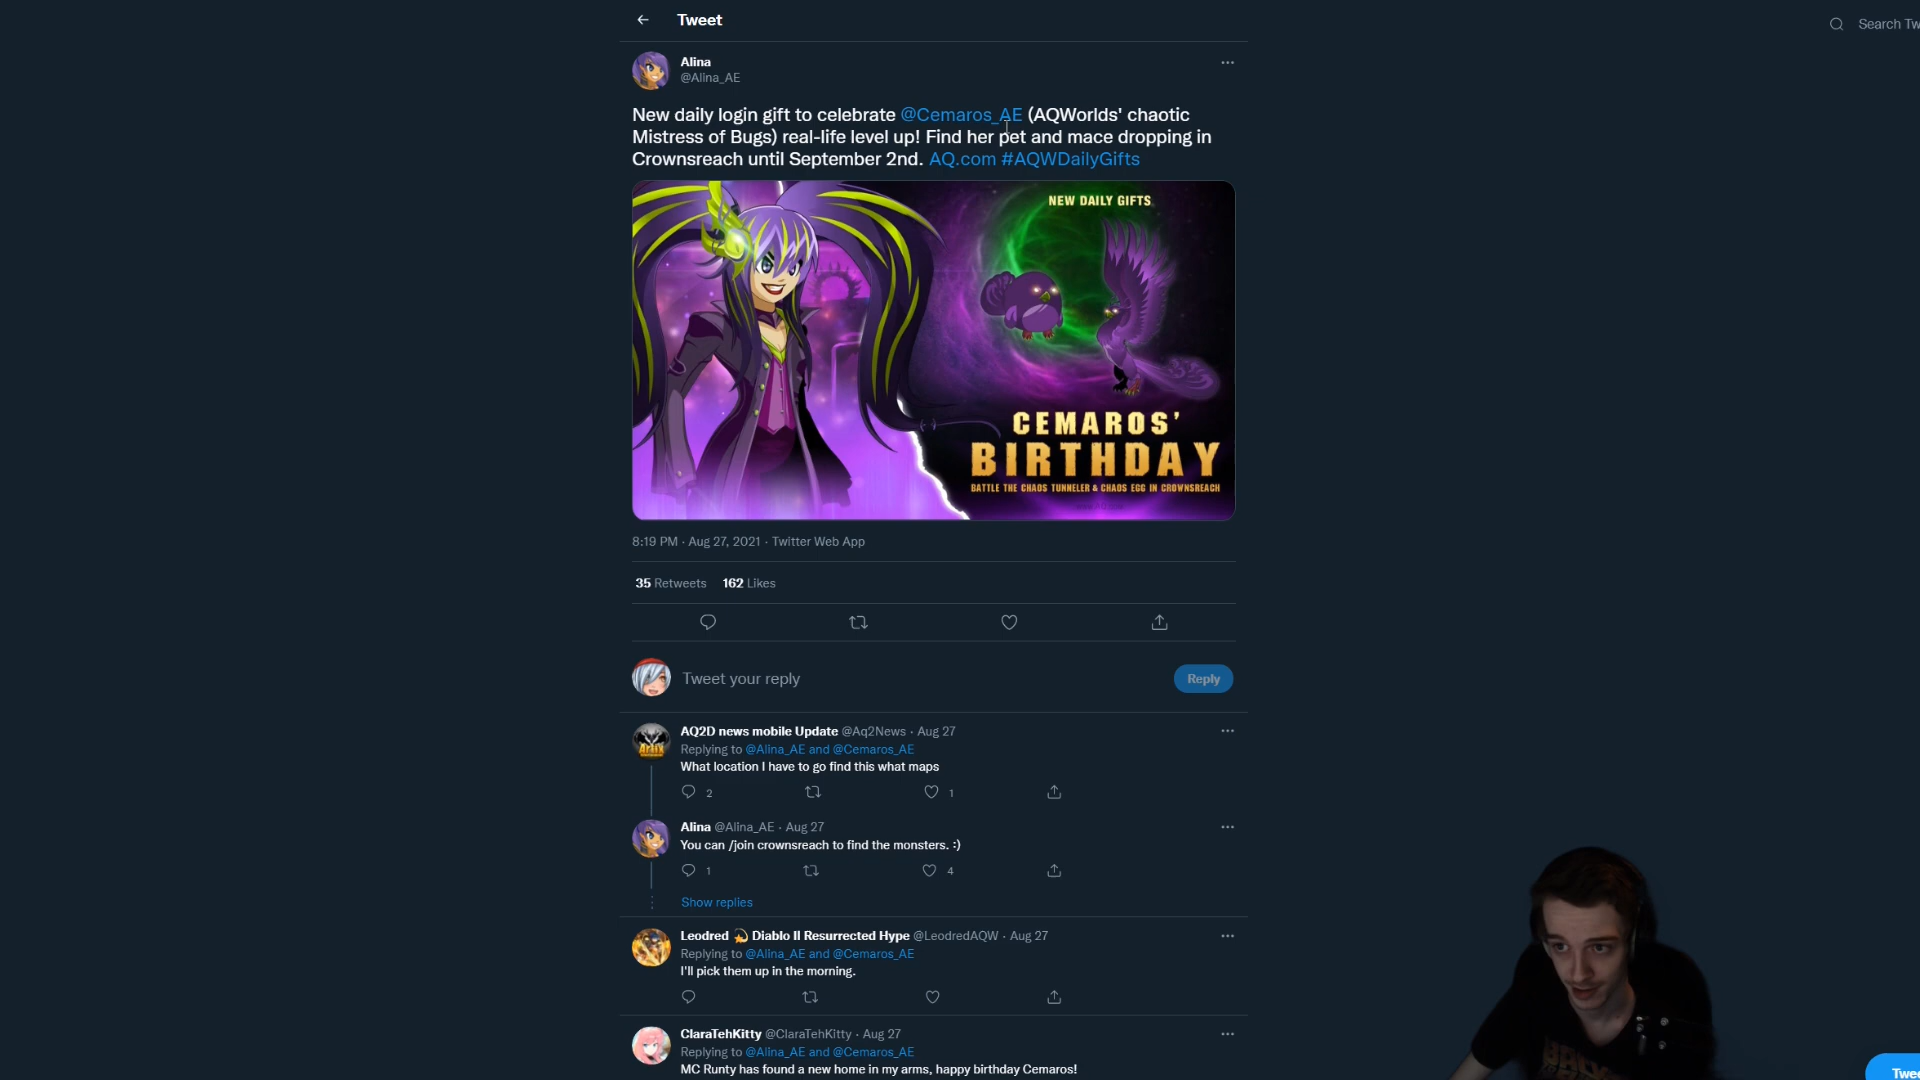 Tweet
Search Tw
Alina
@Alina_AE
New daily login gift to celebrate @Cemaros_AE (AQWorlds' chaotic
Mistress of Bugs) real-life level up! Find her pet and mace dropping in
Crownsreach until September 2nd. AQ.com #AQWDailyGifts
NEW DAILY GIFTS
CEMAROS'
BIRTHDAY
BATTLE THE CHAOS TUNNELER & CHAOS EGG IN CROWNSREACH
8:19 PM · Aug 27, 2021 · Twitter Web App
35 Retweets 162 Likes
Tweet your reply
Reply
AQ2D news mobile Update @Aq2News · Aug 27
Replying to @Alina_AE and @Cemaros_AE
What location I have to go find this what maps
2 1
Alina @Alina_AE · Aug 27
You can /join crownsreach to find the monsters. :)
1 4
Show replies
Leodred 💫 Diablo II Resurrected Hype @LeodredAQW · Aug 27
Replying to @Alina_AE and @Cemaros_AE
I'll pick them up in the morning.
ClaraTehKitty @ClaraTehKitty · Aug 27
Replying to @Alina_AE and @Cemaros_AE
MC Runty has found a new home in my arms, happy birthday Cemaros!
Twee